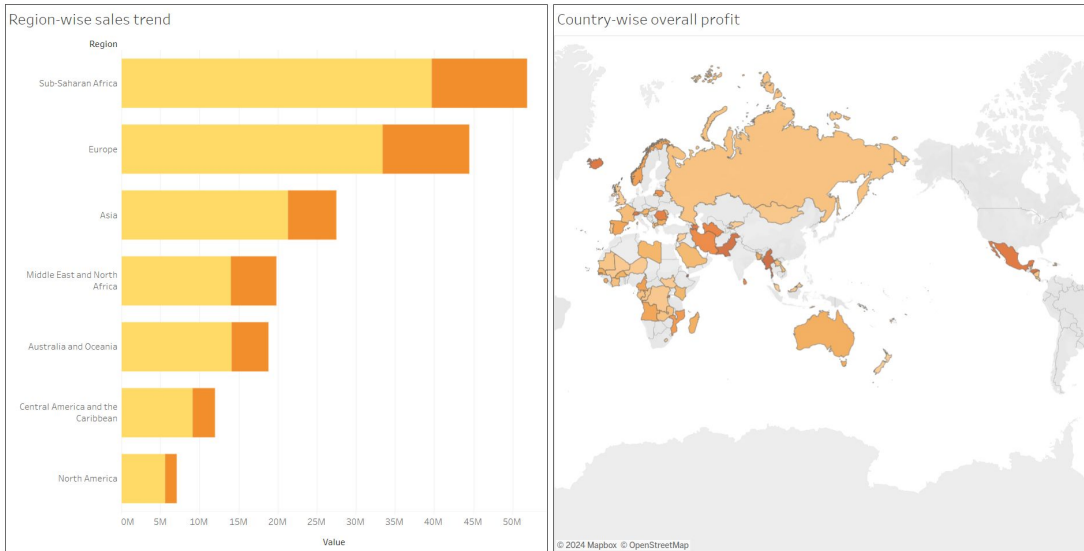 Region-wise sales trend
Region
Sub-Saharan Africa
Europe
Asia
Middle East and North
Africa
Australia and Oceania
Central America and the
Caribbean
North America
0M 5M 10M 15M 20M 25M 30M 35M 40M 45M 50M
Value
Country-wise overall profit
© 2024 Mapbox © OpenStreetMap